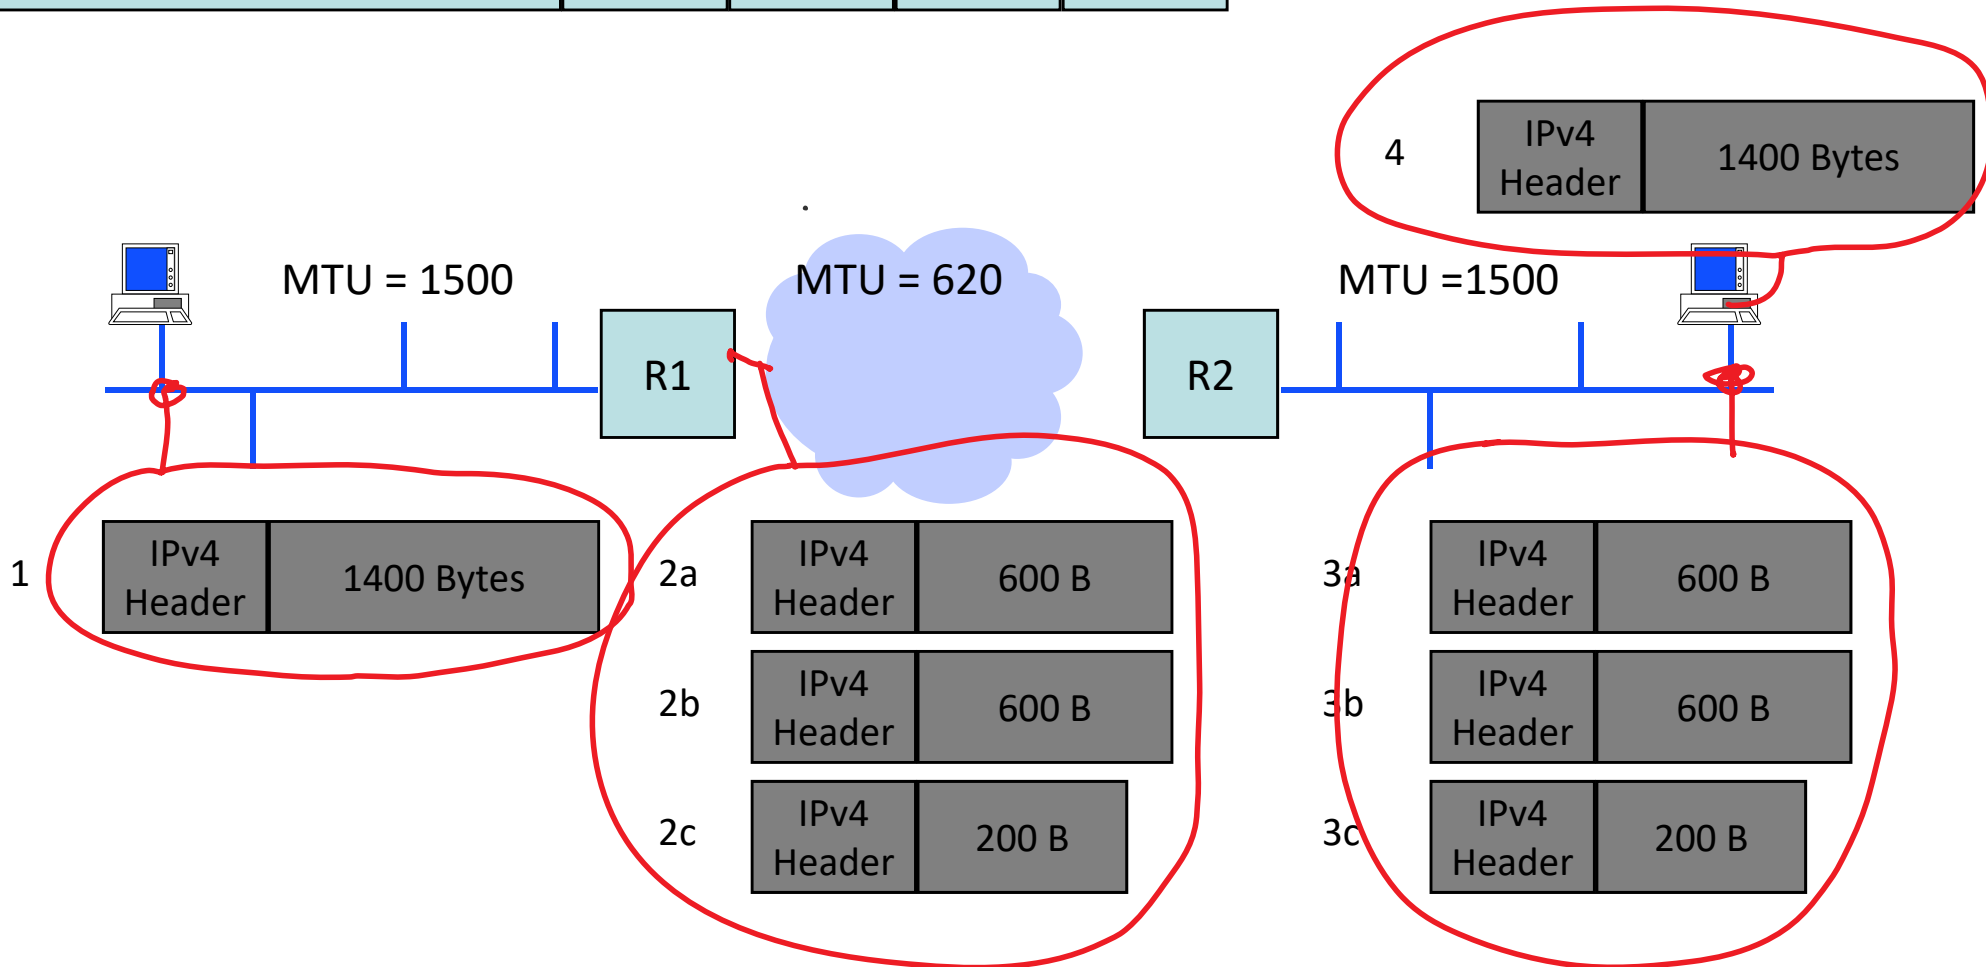 4
IPv4
Header
1400 Bytes
MTU = 1500
MTU = 620
MTU =1500
R1
R2
1
IPv4
Header
1400 Bytes
2a
IPv4
Header
600 B
3a
IPv4
Header
600 B
2b
IPv4
Header
600 B
3b
IPv4
Header
600 B
2c
IPv4
Header
200 B
3c
IPv4
Header
200 B